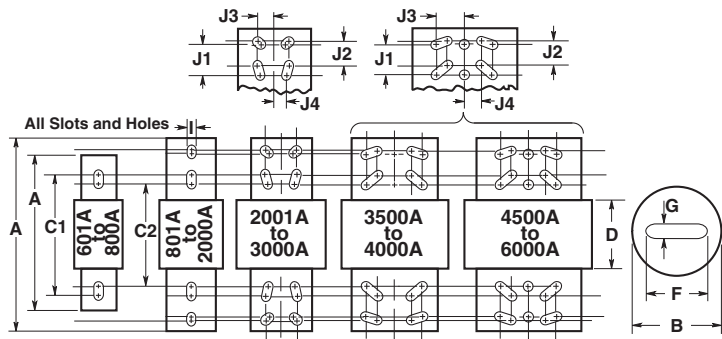 J3
J1
J2
J4
J3
J1
J2
J4
All Slots and Holes
I
A
A
C1
601A
to
800A
C2
801A
to
2000A
2001A
to
3000A
3500A
to
4000A
4500A
to
6000A
D
G
F
B